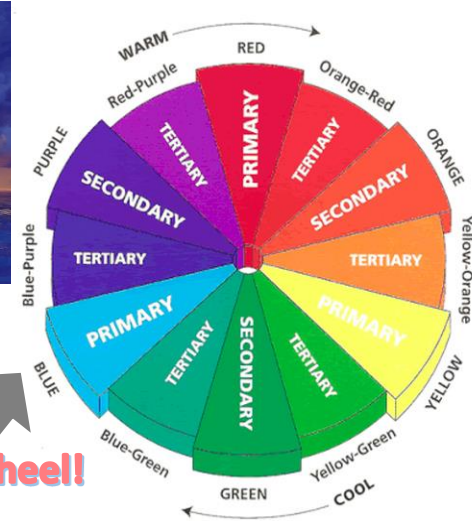 WARM
RED
Orange-Red
ORANGE
Yellow-Orange
YELLOW
Yellow-Green
COOL
GREEN
Blue-Green
BLUE
Blue-Purple
PURPLE
Red-Purple
PRIMARY
TERTIARY
SECONDARY
TERTIARY
PRIMARY
TERTIARY
SECONDARY
TERTIARY
PRIMARY
TERTIARY
SECONDARY
TERTIARY
heel!